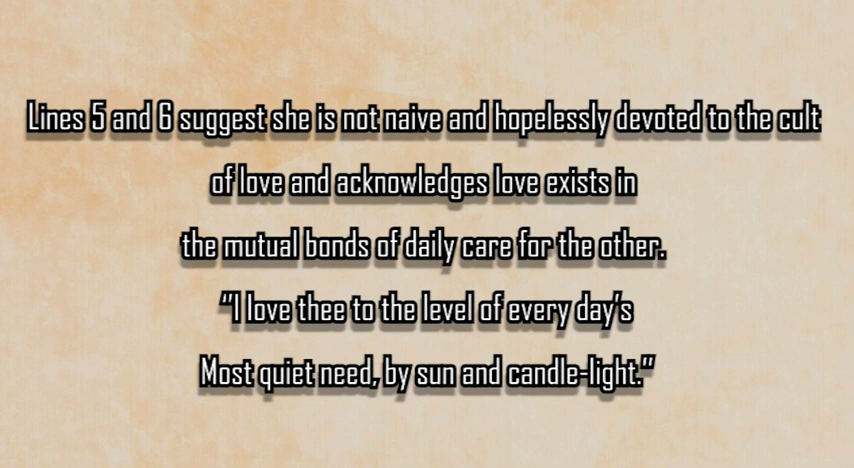 Lines 5 and 6 suggest she is not naive and hopelessly devoted to the cult
of love and acknowledges love exists in
the mutual bonds of daily care for the other.
"I love thee to the level of every day's
Most quiet need, by sun and candle-light."